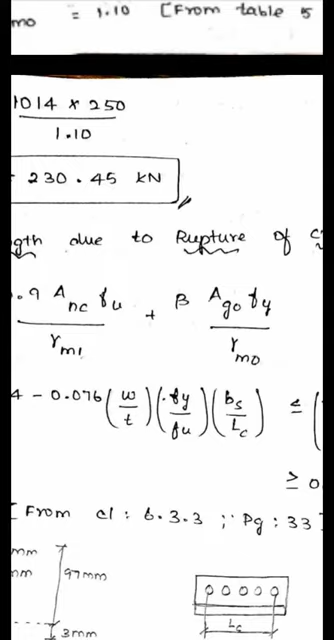 mo = 1.10 [From table 5
1014 × 250
1.10
230.45 kN
gth due to Rupture of
.9 Anc fu / γm1 + β Ago fy / γmo
4 - 0.076 (w/t) (fy/fu) (bs/Lc) ≤ (
≥ 0
[From cl : 6.3.3 ; Pg : 33]
mm
mm 97mm
3mm
Lc